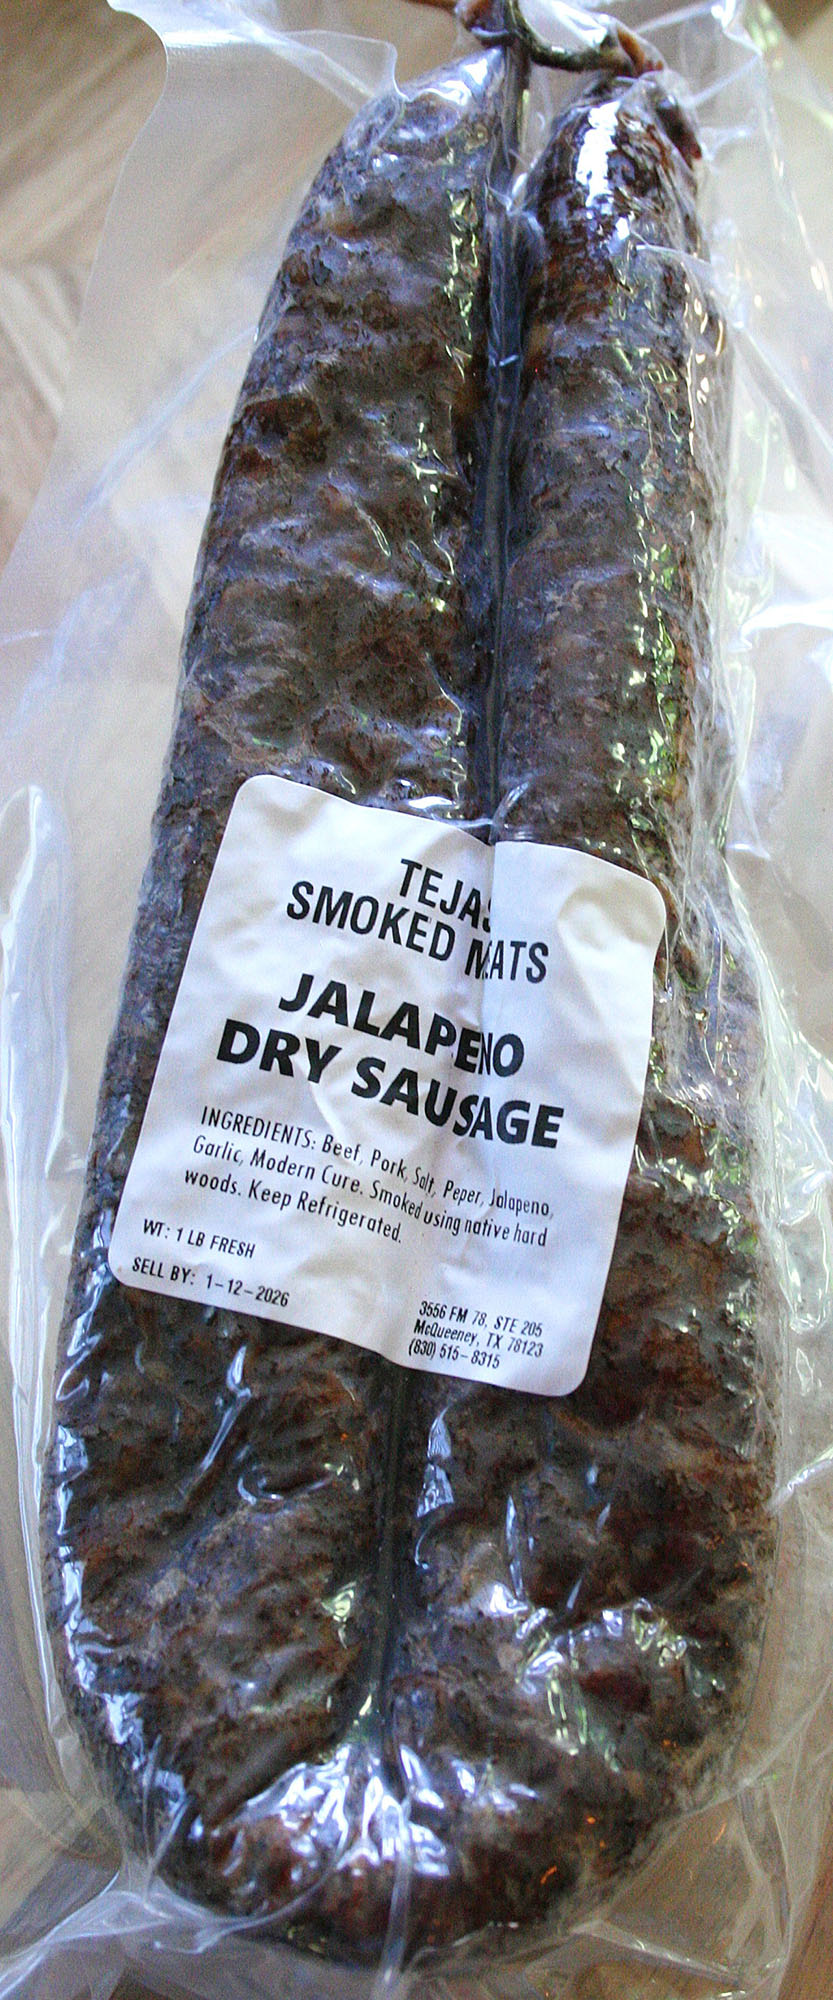 TEJAS
SMOKED MEATS
JALAPENO
DRY SAUSAGE
INGREDIENTS: Beef, Pork, Salt, Peper, Jalapeno,
Garlic, Modern Cure. Smoked using native hard
woods. Keep Refrigerated.
WT: 1 LB FRESH
SELL BY: 1-12-2026
3556 FM 78, STE 205
McQueeney, TX 78123
(830) 515-8315